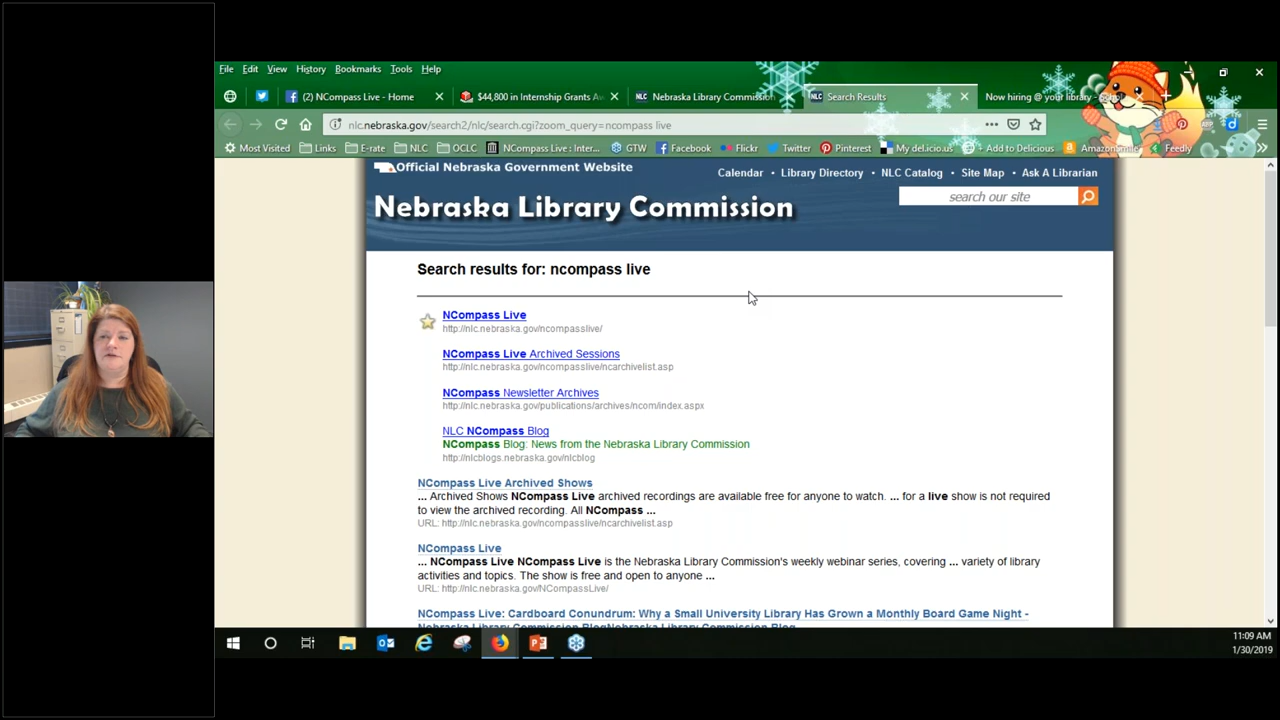 File Edit View History Bookmarks Tools Help
(2) NCompass Live - Home
$44,800 in Internship Grants Aw
Nebraska Library Commission
Search Results
Now hiring @ your library -
nlc.nebraska.gov/search2/nlc/search.cgi?zoom_query=ncompass live
Most Visited Links E-rate NLC OCLC NCompass Live : Inter... GTW Facebook Flickr Twitter Pinterest My del.icio.us Add to Delicious AmazonSmile Feedly
Official Nebraska Government Website
Calendar • Library Directory • NLC Catalog • Site Map • Ask A Librarian
Nebraska Library Commission
search our site
Search results for: ncompass live
NCompass Live
http://nlc.nebraska.gov/ncompasslive/
NCompass Live Archived Sessions
http://nlc.nebraska.gov/ncompasslive/ncarchivelist.asp
NCompass Newsletter Archives
http://nlc.nebraska.gov/publications/archives/ncom/index.aspx
NLC NCompass Blog
NCompass Blog: News from the Nebraska Library Commission
http://nlcblogs.nebraska.gov/nlcblog
NCompass Live Archived Shows
... Archived Shows NCompass Live archived recordings are available free for anyone to watch. ... for a live show is not required
to view the archived recording. All NCompass ...
URL: http://nlc.nebraska.gov/ncompasslive/ncarchivelist.asp
NCompass Live
... NCompass Live NCompass Live is the Nebraska Library Commission's weekly webinar series, covering ... variety of library
activities and topics. The show is free and open to anyone ...
URL: http://nlc.nebraska.gov/NCompassLive/
NCompass Live: Cardboard Conundrum: Why a Small University Library Has Grown a Monthly Board Game Night -
Nebraska Library Commission BlogNebraska Library Commission Blog
11:09 AM
1/30/2019